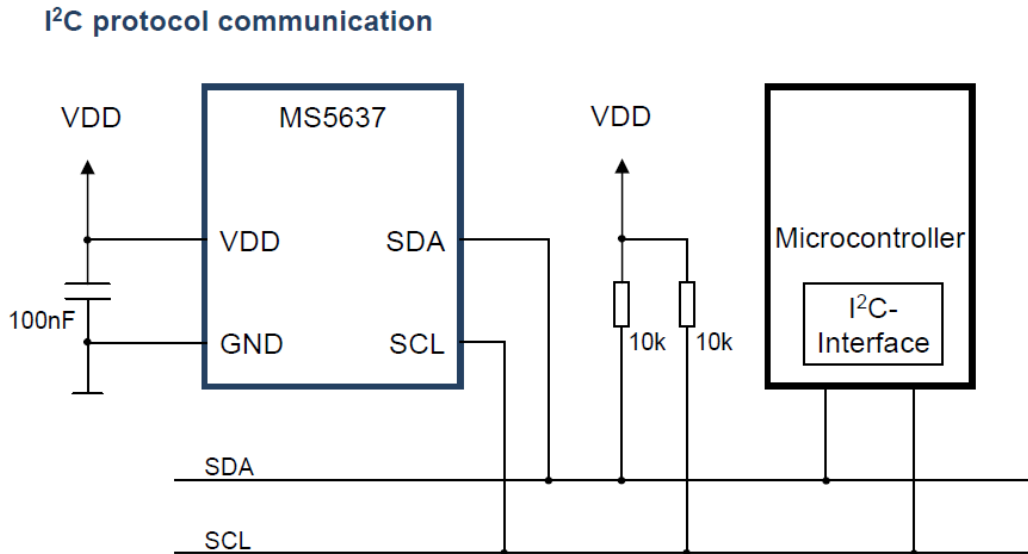 I²C protocol communication
VDD
MS5637
VDD
VDD
SDA
Microcontroller
100nF
GND
SCL
10k
10k
I²C-
Interface
SDA
SCL